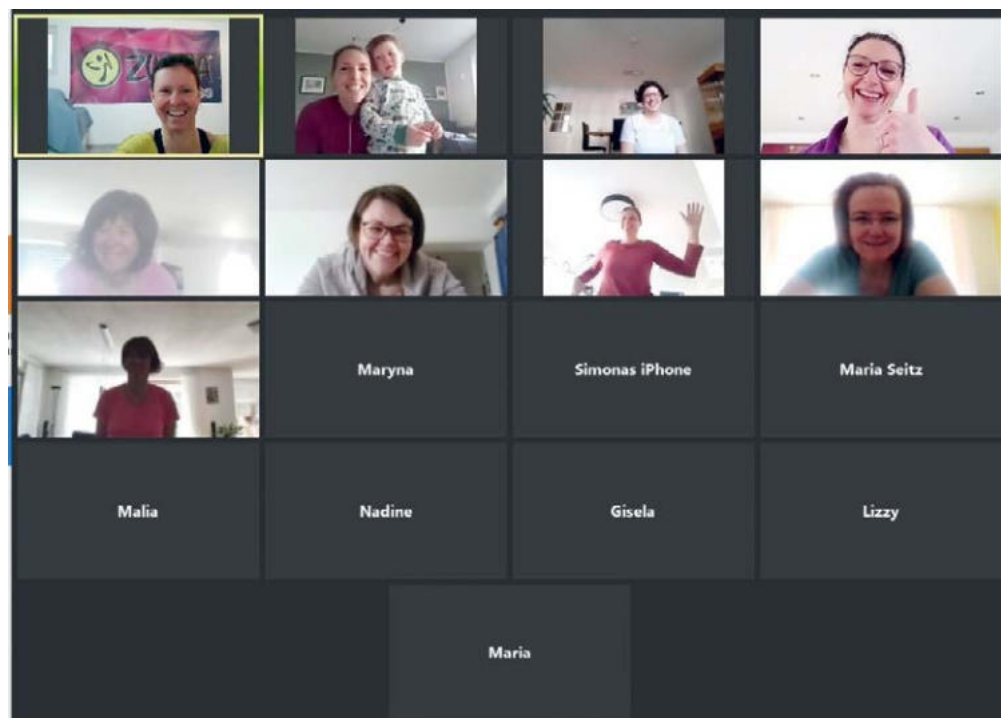 Maryna
Simonas iPhone
Maria Seitz
Malia
Nadine
Gisela
Lizzy
Maria